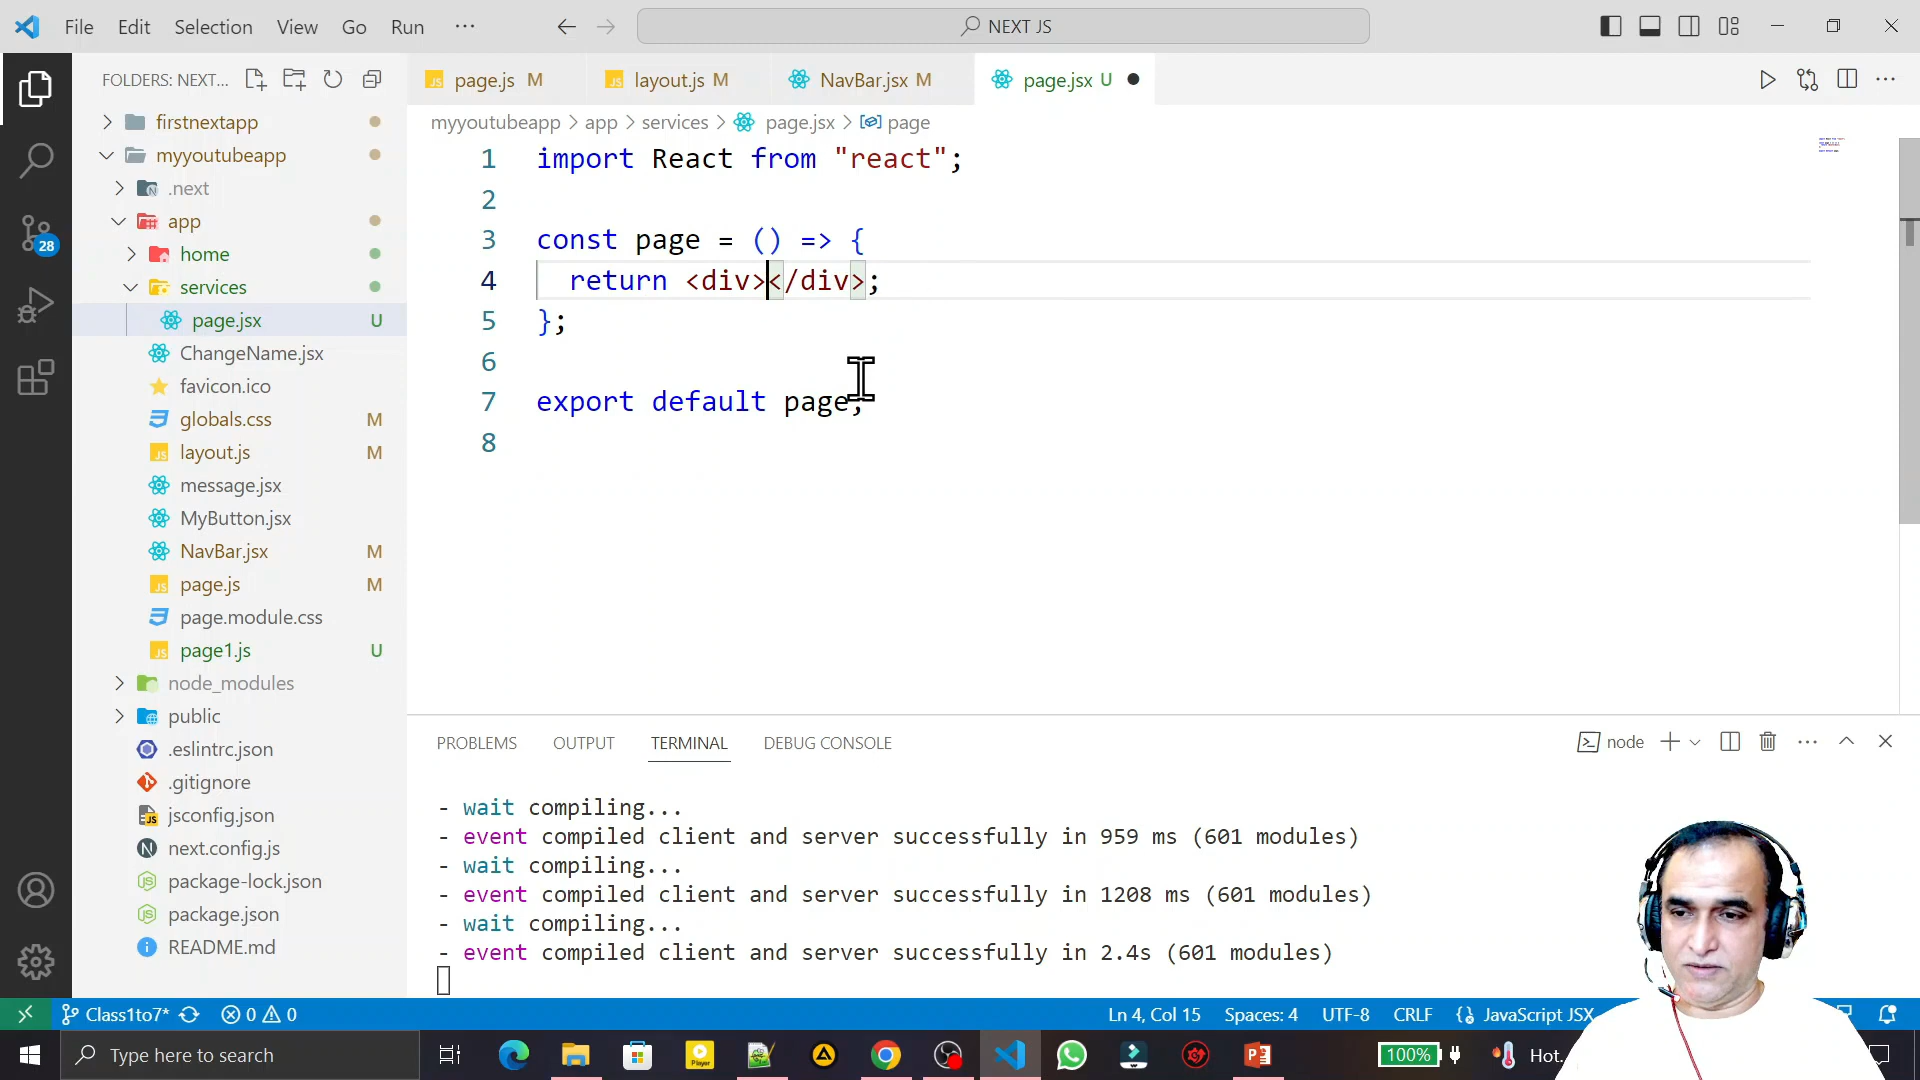 File Edit Selection View Go Run ··· NEXT JS
FOLDERS: NEXT...
page.js M layout.js M NavBar.jsx M page.jsx U
myyoutubeapp > app > services > page.jsx > page
firstnextapp
myyoutubeapp
.next
app
home
services
page.jsx U
ChangeName.jsx
favicon.ico
globals.css M
layout.js M
message.jsx
MyButton.jsx
NavBar.jsx M
page.js M
page.module.css
page1.js U
node_modules
public
.eslintrc.json
.gitignore
jsconfig.json
next.config.js
package-lock.json
package.json
README.md
28
1 import React from "react";
2
3 const page = () => {
4 return <div></div>;
5 };
6
7 export default page;
8
PROBLEMS OUTPUT TERMINAL DEBUG CONSOLE node
- wait compiling...
- event compiled client and server successfully in 959 ms (601 modules)
- wait compiling...
- event compiled client and server successfully in 1208 ms (601 modules)
- wait compiling...
- event compiled client and server successfully in 2.4s (601 modules)
Class1to7* 0 0 Ln 4, Col 15 Spaces: 4 UTF-8 CRLF JavaScript JSX
Type here to search Player 100% Hot.